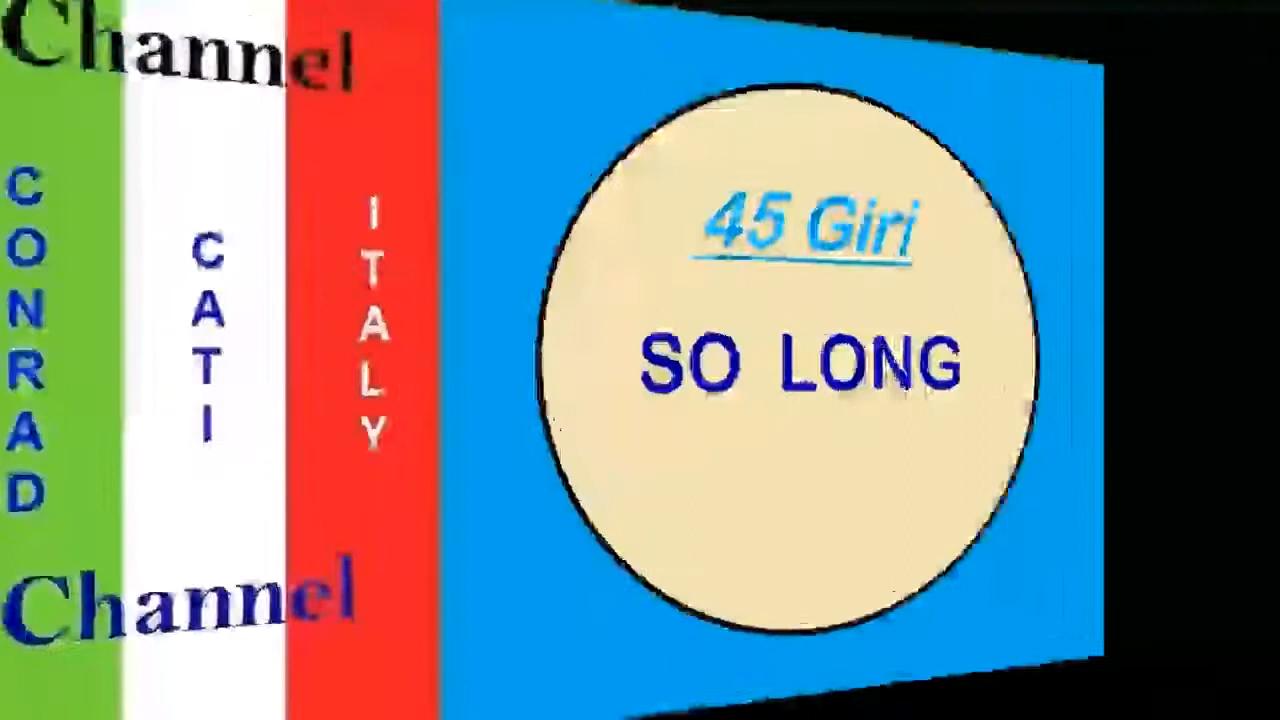 Channel
CONRAD
CATI
ITALY
Channel
45 Giri
SO LONG